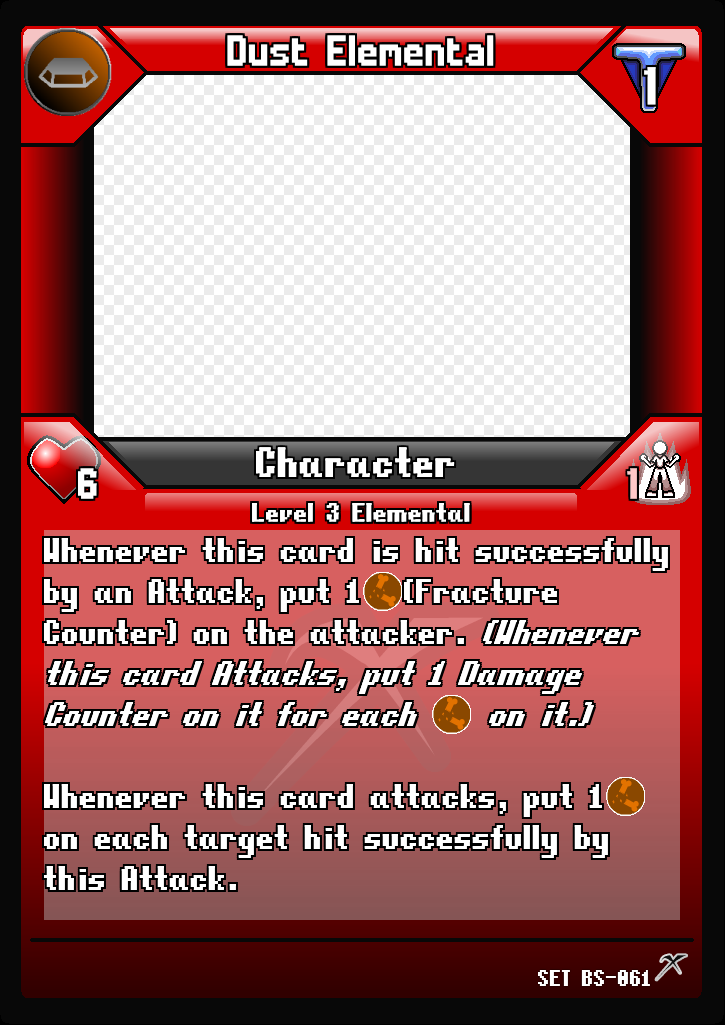 Dust Elemental
1
6
Character
1
Level 3 Elemental
Whenever this card is hit successfully
by an Attack, put 1 (Fracture
Counter) on the attacker. (Whenever
this card Attacks, put 1 Damage
Counter on it for each on it.)
Whenever this card attacks, put 1
on each target hit successfully by
this Attack.
SET BS-061